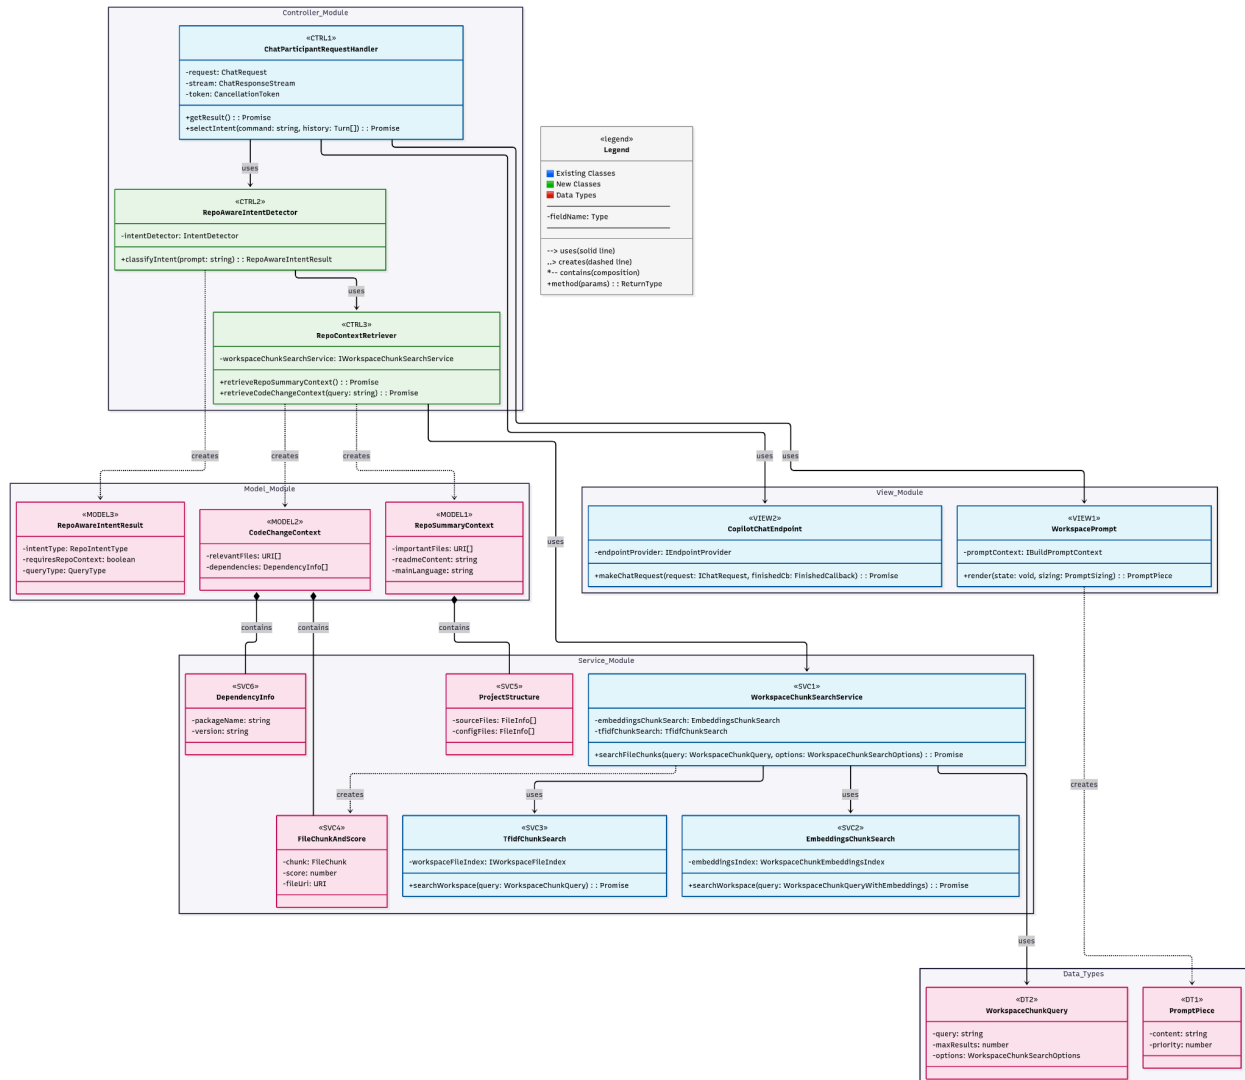 Controller_Module
«CTRL1»
ChatParticipantRequestHandler
-request: ChatRequest
-stream: ChatResponseStream
-token: CancellationToken
+getResult() : : Promise
+selectIntent(command: string, history: Turn[]) : : Promise
uses
«CTRL2»
RepoAwareIntentDetector
-intentDetector: IntentDetector
+classifyIntent(prompt: string) : : RepoAwareIntentResult
uses
«CTRL3»
RepoContextRetriever
-workspaceChunkSearchService: IWorkspaceChunkSearchService
+retrieveRepoSummaryContext() : : Promise
+retrieveCodeChangeContext(query: string) : : Promise
«legend»
Legend
Existing Classes
New Classes
Data Types
-fieldName: Type
--> uses(solid line)
..> creates(dashed line)
*-- contains(composition)
+method(params) : : ReturnType
creates
creates
creates
uses
uses
Model_Module
«MODEL3»
RepoAwareIntentResult
-intentType: RepoIntentType
-requiresRepoContext: boolean
-queryType: QueryType
«MODEL2»
CodeChangeContext
-relevantFiles: URI[]
-dependencies: DependencyInfo[]
«MODEL1»
RepoSummaryContext
-importantFiles: URI[]
-readmeContent: string
-mainLanguage: string
uses
View_Module
«VIEW2»
CopilotChatEndpoint
-endpointProvider: IEndpointProvider
+makeChatRequest(request: IChatRequest, finishedCb: FinishedCallback) : : Promise
«VIEW1»
WorkspacePrompt
-promptContext: IBuildPromptContext
+render(state: void, sizing: PromptSizing) : : PromptPiece
contains
contains
contains
Service_Module
«SVC6»
DependencyInfo
-packageName: string
-version: string
«SVC5»
ProjectStructure
-sourceFiles: FileInfo[]
-configFiles: FileInfo[]
«SVC1»
WorkspaceChunkSearchService
-embeddingsChunkSearch: EmbeddingsChunkSearch
-tfidfChunkSearch: TfidfChunkSearch
+searchFileChunks(query: WorkspaceChunkQuery, options: WorkspaceChunkSearchOptions) : : Promise
creates
uses
uses
creates
«SVC4»
FileChunkAndScore
-chunk: FileChunk
-score: number
-fileUri: URI
«SVC3»
TfidfChunkSearch
-workspaceFileIndex: IWorkspaceFileIndex
+searchWorkspace(query: WorkspaceChunkQuery) : : Promise
«SVC2»
EmbeddingsChunkSearch
-embeddingsIndex: WorkspaceChunkEmbeddingsIndex
+searchWorkspace(query: WorkspaceChunkQueryWithEmbeddings) : : Promise
uses
Data_Types
«DT2»
WorkspaceChunkQuery
-query: string
-maxResults: number
-options: WorkspaceChunkSearchOptions
«DT1»
PromptPiece
-content: string
-priority: number